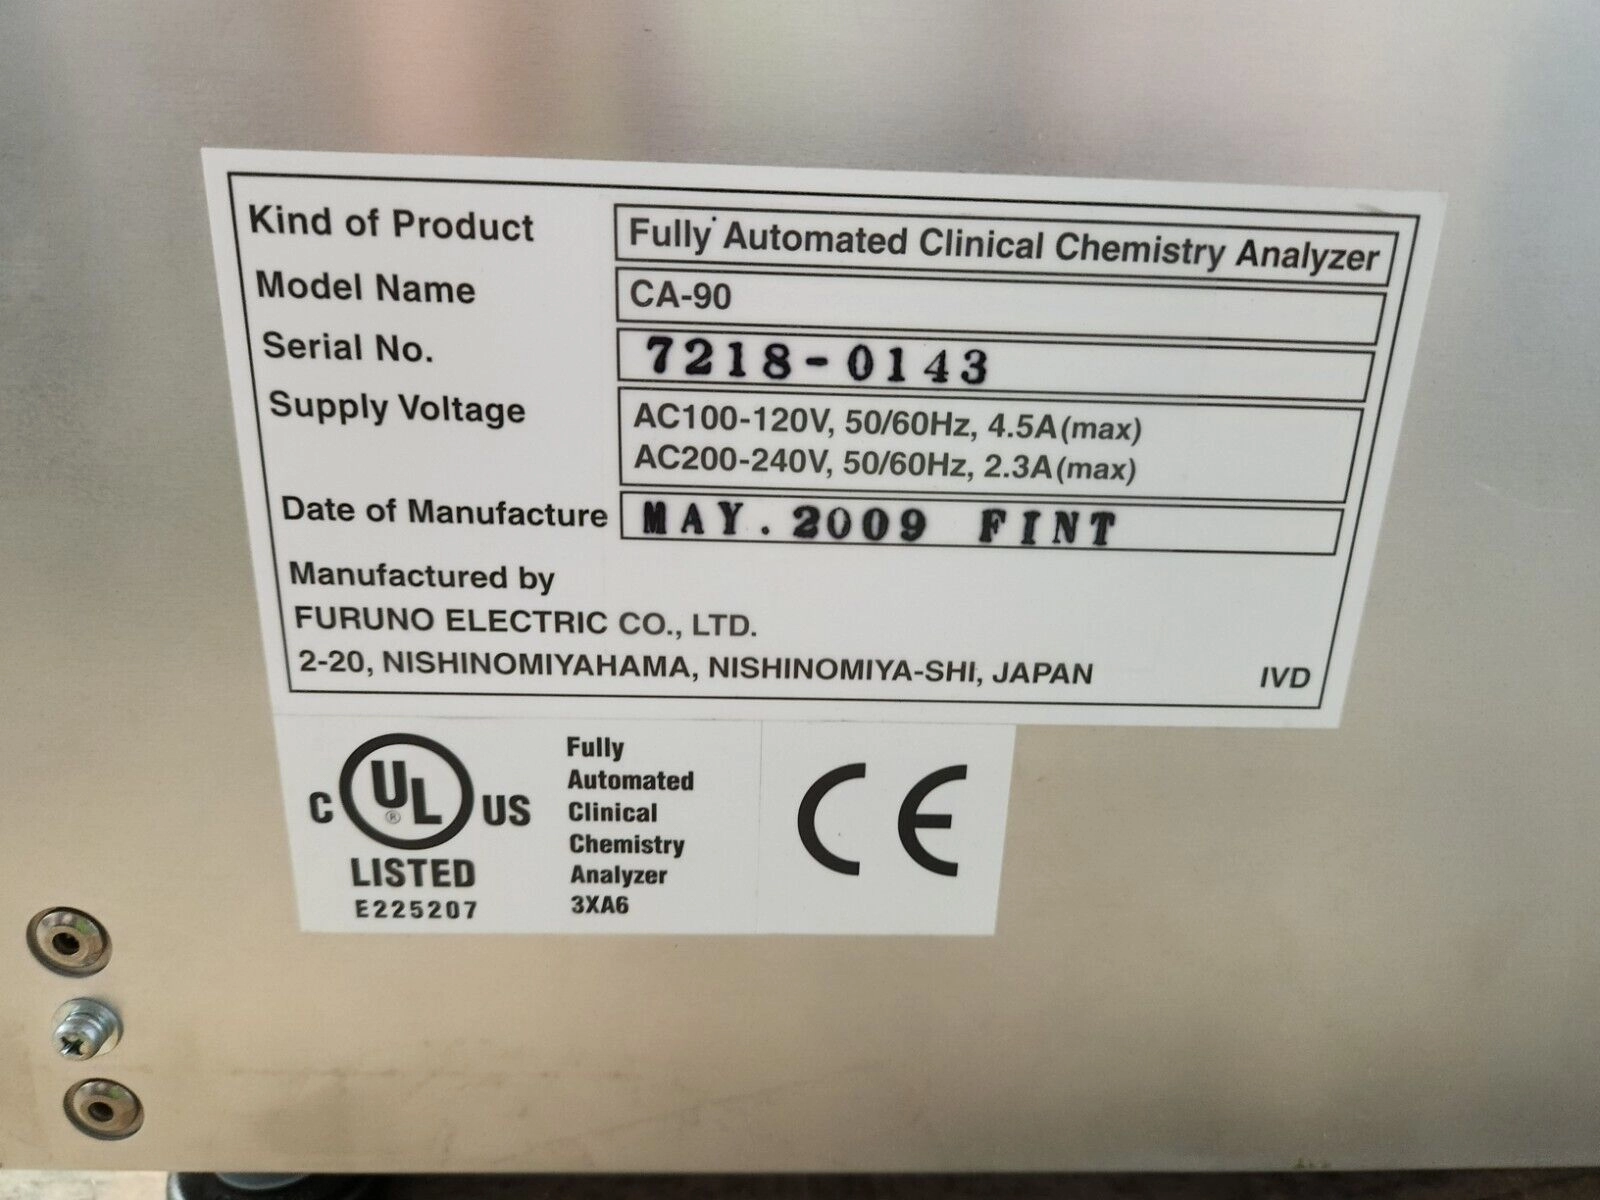 Kind of Product Fully Automated Clinical Chemistry Analyzer
Model Name CA-90
Serial No. 7218-0143
Supply Voltage AC100-120V, 50/60Hz, 4.5A(max)
AC200-240V, 50/60Hz, 2.3A(max)
Date of Manufacture MAY.2009 FINT
Manufactured by
FURUNO ELECTRIC CO., LTD.
2-20, NISHINOMIYAHAMA, NISHINOMIYA-SHI, JAPAN IVD
C UL ® US
LISTED
E225207
Fully
Automated
Clinical
Chemistry
Analyzer
3XA6
CE